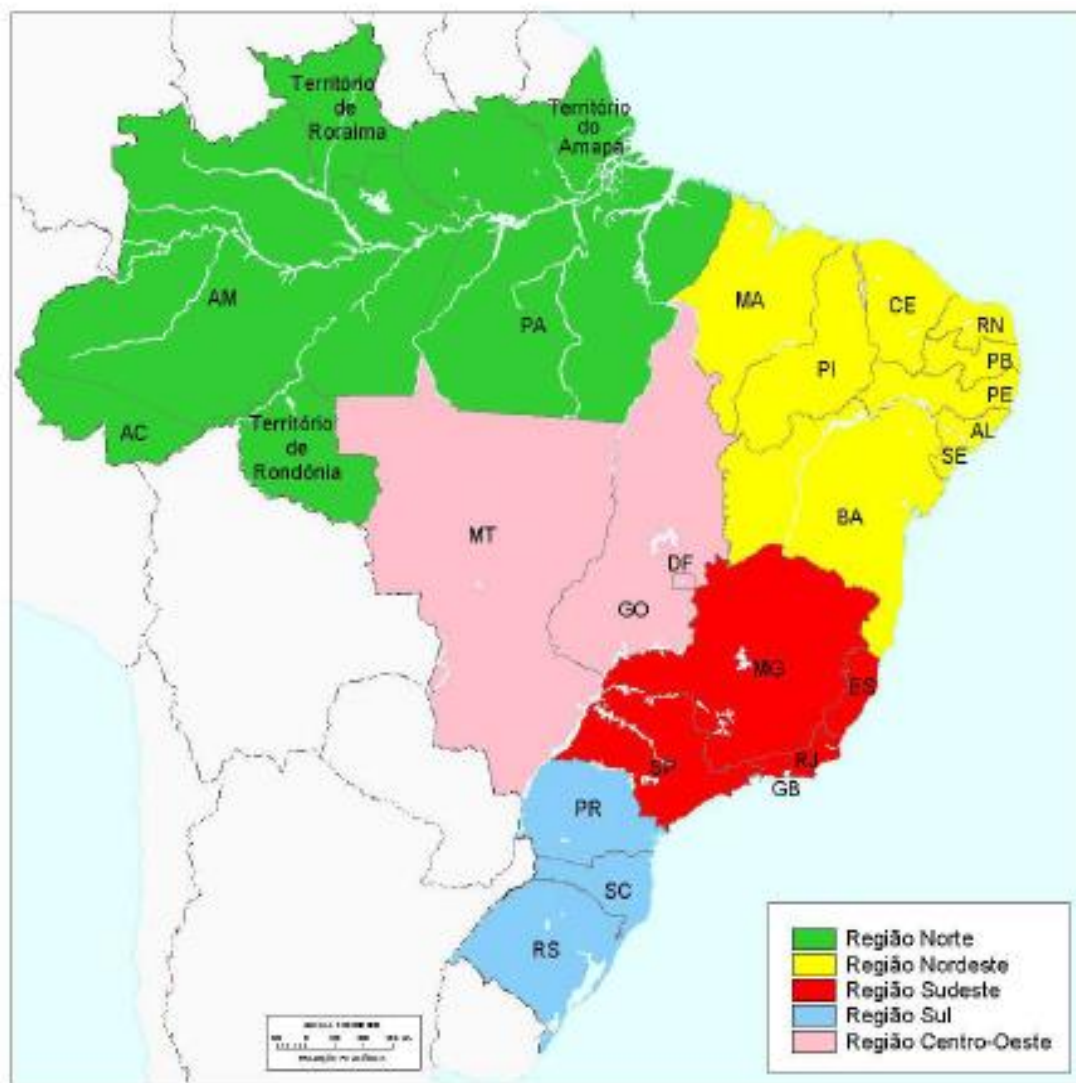 Território
de
Roraima
Território
do
Amapá
AM
PA
MA
CE
RN
PI
PB
PE
AC
Território
de
Rondônia
AL
SE
BA
MT
DF
GO
MG
ES
SP
RJ
GB
PR
SC
RS
Região Norte
Região Nordeste
Região Sudeste
Região Sul
Região Centro-Oeste